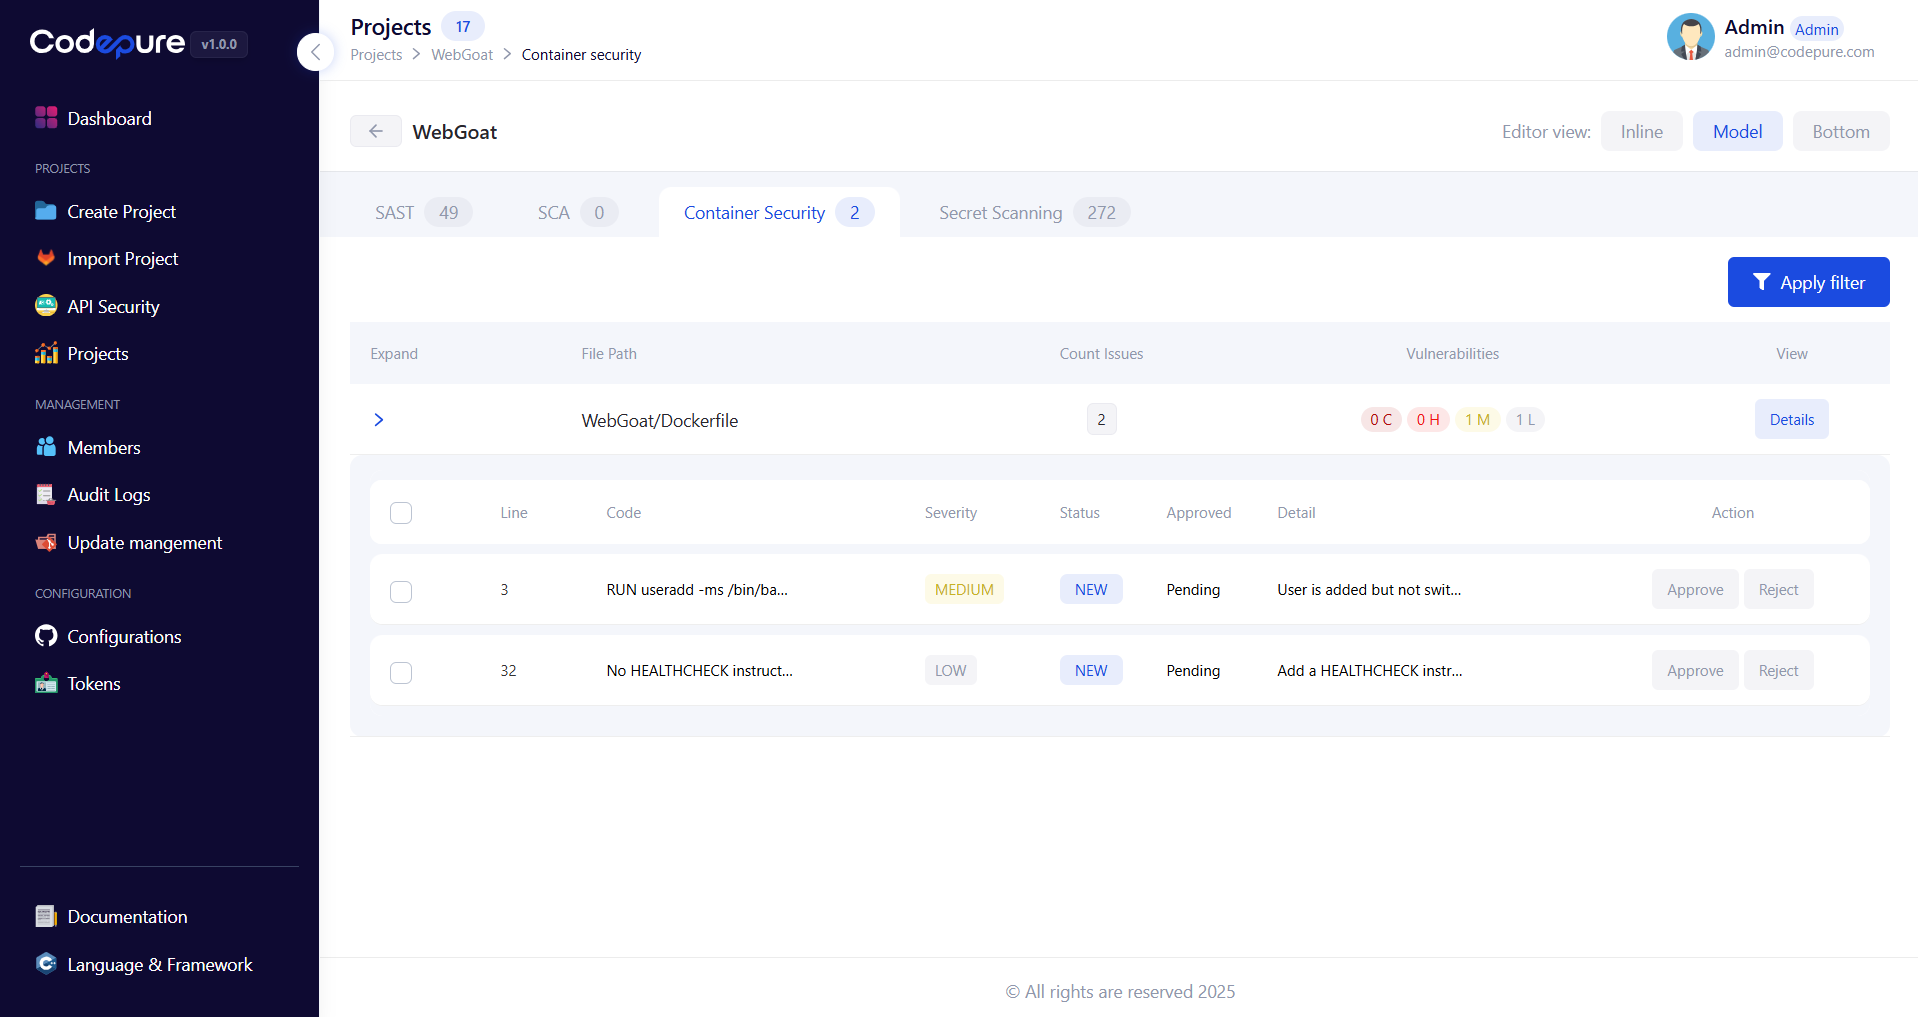 Codepure v1.0.0
Dashboard
PROJECTS
Create Project
Import Project
API Security
Projects
MANAGEMENT
Members
Audit Logs
Update mangement
CONFIGURATION
Configurations
Tokens
Documentation
Language & Framework
Projects 17
Projects > WebGoat > Container security
Admin Admin
admin@codepure.com
WebGoat
Editor view: Inline Model Bottom
SAST 49 SCA 0 Container Security 2 Secret Scanning 272
Apply filter
Expand File Path Count Issues Vulnerabilities View
WebGoat/Dockerfile 2 0 C 0 H 1 M 1 L Details
Line Code Severity Status Approved Detail Action
3 RUN useradd -ms /bin/ba... MEDIUM NEW Pending User is added but not swit... Approve Reject
32 No HEALTHCHECK instruct... LOW NEW Pending Add a HEALTHCHECK instr... Approve Reject
© All rights are reserved 2025